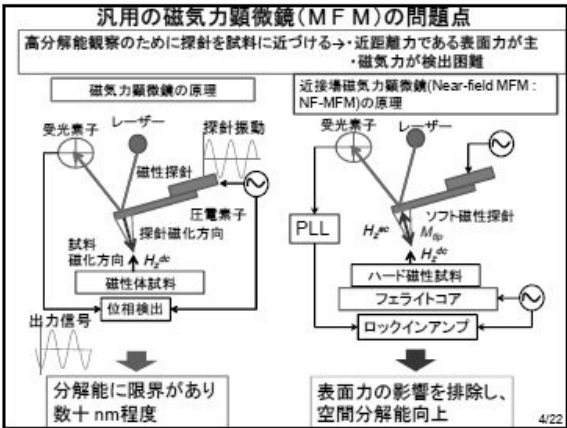 汎用の磁気力顕微鏡(MFM)の問題点
高分解能観察のために探針を試料に近づける→・近距離力である表面力が主
・磁気力が検出困難
磁気力顕微鏡の原理
受光素子
レーザー
探針振動
磁性探針
圧電素子
探針磁化方向
試料
磁化方向
Hz dc
磁性体試料
位相検出
出力信号
分解能に限界があり
数十 nm程度
近接場磁気力顕微鏡(Near-field MFM :
NF-MFM)の原理
受光素子
レーザー
ソフト磁性探針
PLL
Hz ac
Mtip
Hz dc
ハード磁性試料
フェライトコア
ロックインアンプ
表面力の影響を排除し、
空間分解能向上
4/22